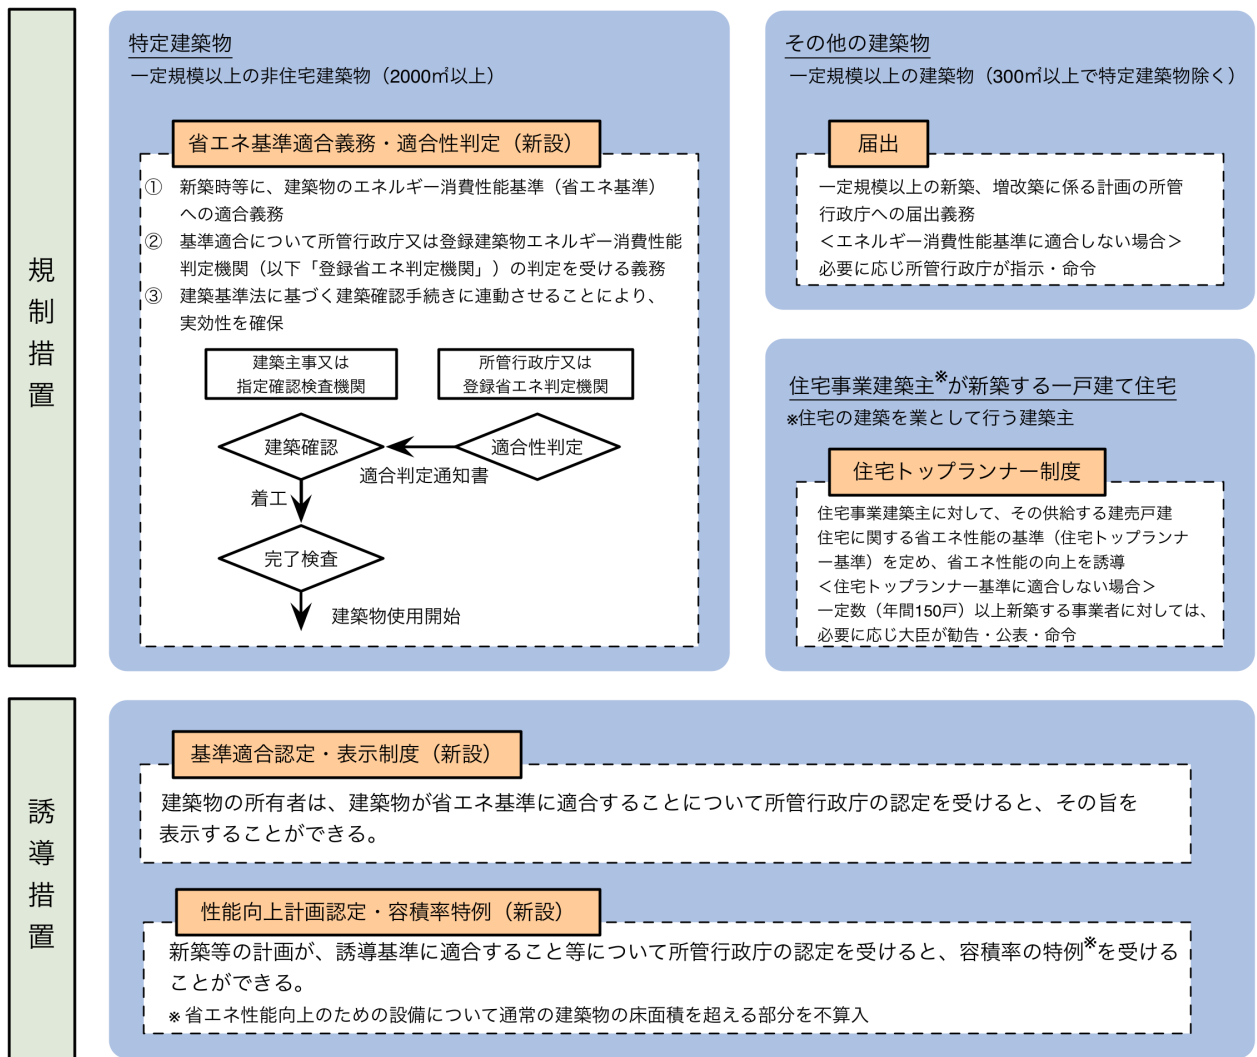 規制措置
特定建築物
一定規模以上の非住宅建築物（2000㎡以上）
省エネ基準適合義務・適合性判定（新設）
① 新築時等に、建築物のエネルギー消費性能基準（省エネ基準）
への適合義務
② 基準適合について所管行政庁又は登録建築物エネルギー消費性能
判定機関（以下「登録省エネ判定機関」）の判定を受ける義務
③ 建築基準法に基づく建築確認手続きに連動させることにより、
実効性を確保
建築主事又は
指定確認検査機関
所管行政庁又は
登録省エネ判定機関
建築確認
適合性判定
適合判定通知書
着工
完了検査
建築物使用開始
その他の建築物
一定規模以上の建築物（300㎡以上で特定建築物除く）
届出
一定規模以上の新築、増改築に係る計画の所管
行政庁への届出義務
＜エネルギー消費性能基準に適合しない場合＞
必要に応じ所管行政庁が指示・命令
住宅事業建築主※が新築する一戸建て住宅
※住宅の建築を業として行う建築主
住宅トップランナー制度
住宅事業建築主に対して、その供給する建売戸建
住宅に関する省エネ性能の基準（住宅トップランナ
ー基準）を定め、省エネ性能の向上を誘導
＜住宅トップランナー基準に適合しない場合＞
一定数（年間150戸）以上新築する事業者に対しては、
必要に応じ大臣が勧告・公表・命令
誘導措置
基準適合認定・表示制度（新設）
建築物の所有者は、建築物が省エネ基準に適合することについて所管行政庁の認定を受けると、その旨を
表示することができる。
性能向上計画認定・容積率特例（新設）
新築等の計画が、誘導基準に適合すること等について所管行政庁の認定を受けると、容積率の特例※を受ける
ことができる。
※ 省エネ性能向上のための設備について通常の建築物の床面積を超える部分を不算入